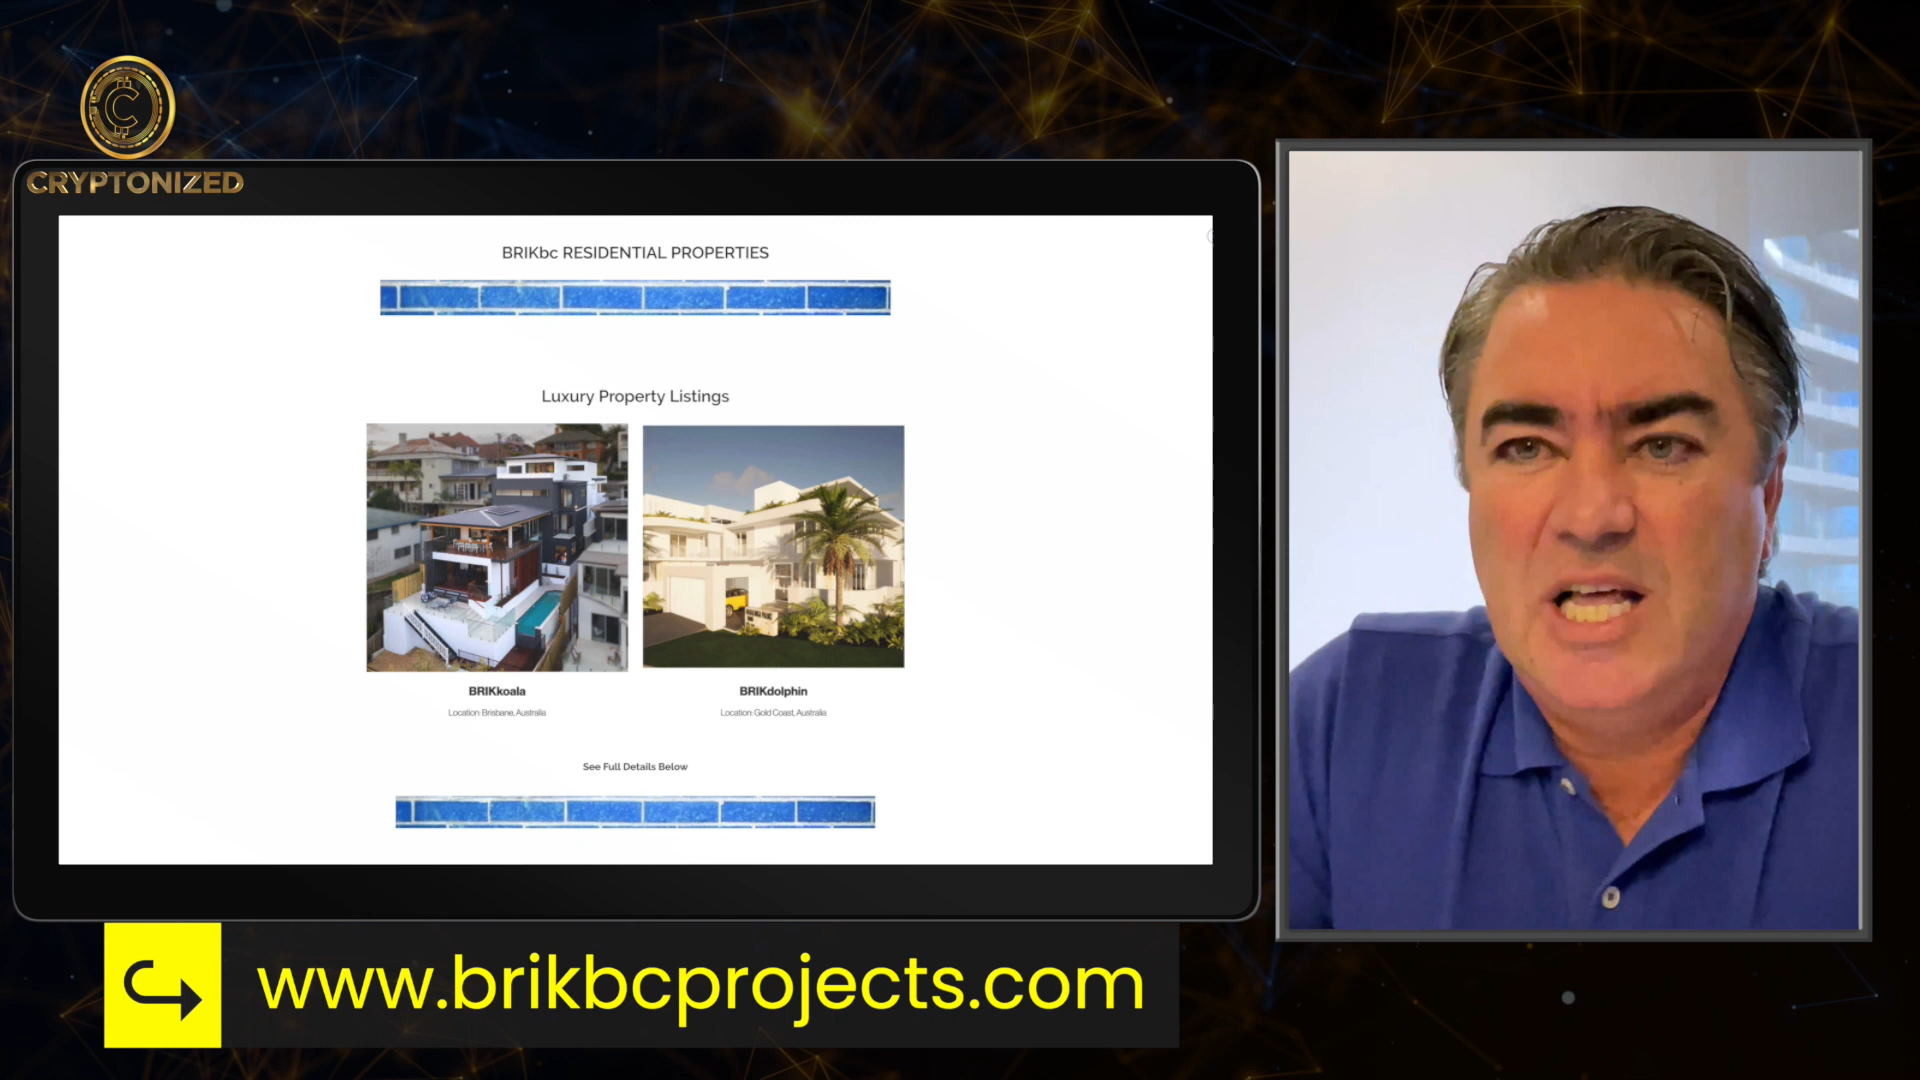 CRYPTONIZED
BRIKbc RESIDENTIAL PROPERTIES
Luxury Property Listings
BRIKkoala
Location: Brisbane, Australia
BRIKdolphin
Location: Gold Coast, Australia
See Full Details Below
www.brikbcprojects.com